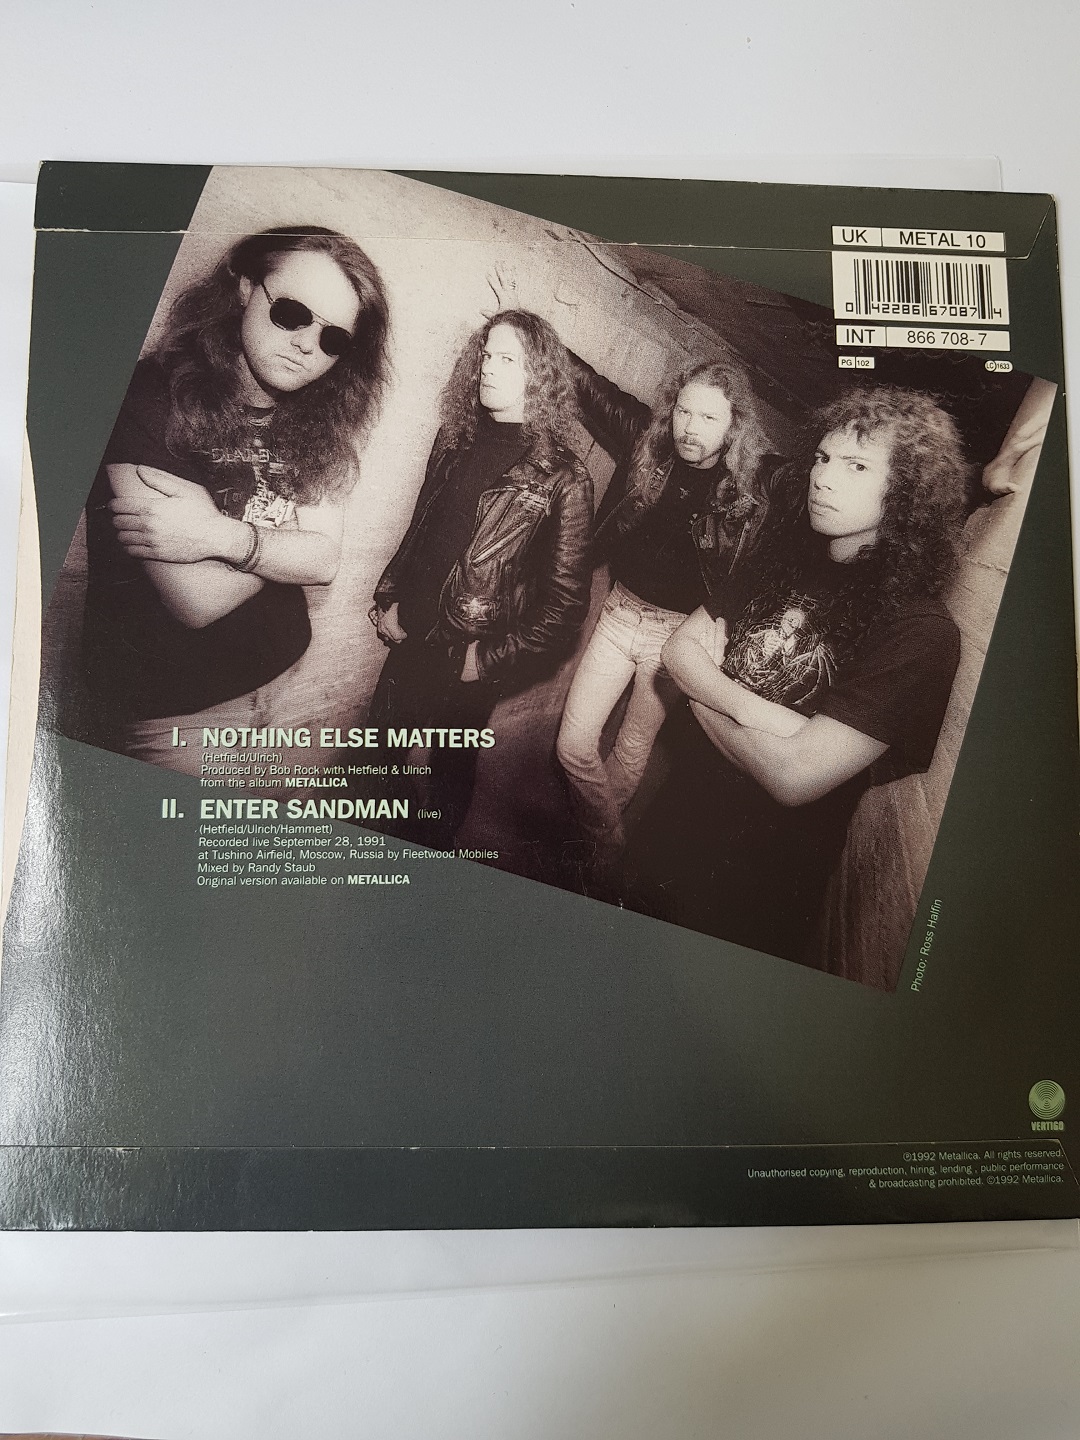 UK METAL 10
0 42286 67087 4
INT 866 708-7
PG 102
LC 1633
I. NOTHING ELSE MATTERS
(Hetfield/Ulrich)
Produced by Bob Rock with Hetfield & Ulrich
from the album METALLICA
II. ENTER SANDMAN (live)
(Hetfield/Ulrich/Hammett)
Recorded live September 28, 1991
at Tushino Airfield, Moscow, Russia by Fleetwood Mobiles
Mixed by Randy Staub
Original version available on METALLICA
Photo: Ross Halfin
VERTIGO
℗1992 Metallica. All rights reserved.
Unauthorised copying, reproduction, hiring, lending , public performance
& broadcasting prohibited. ©1992 Metallica.